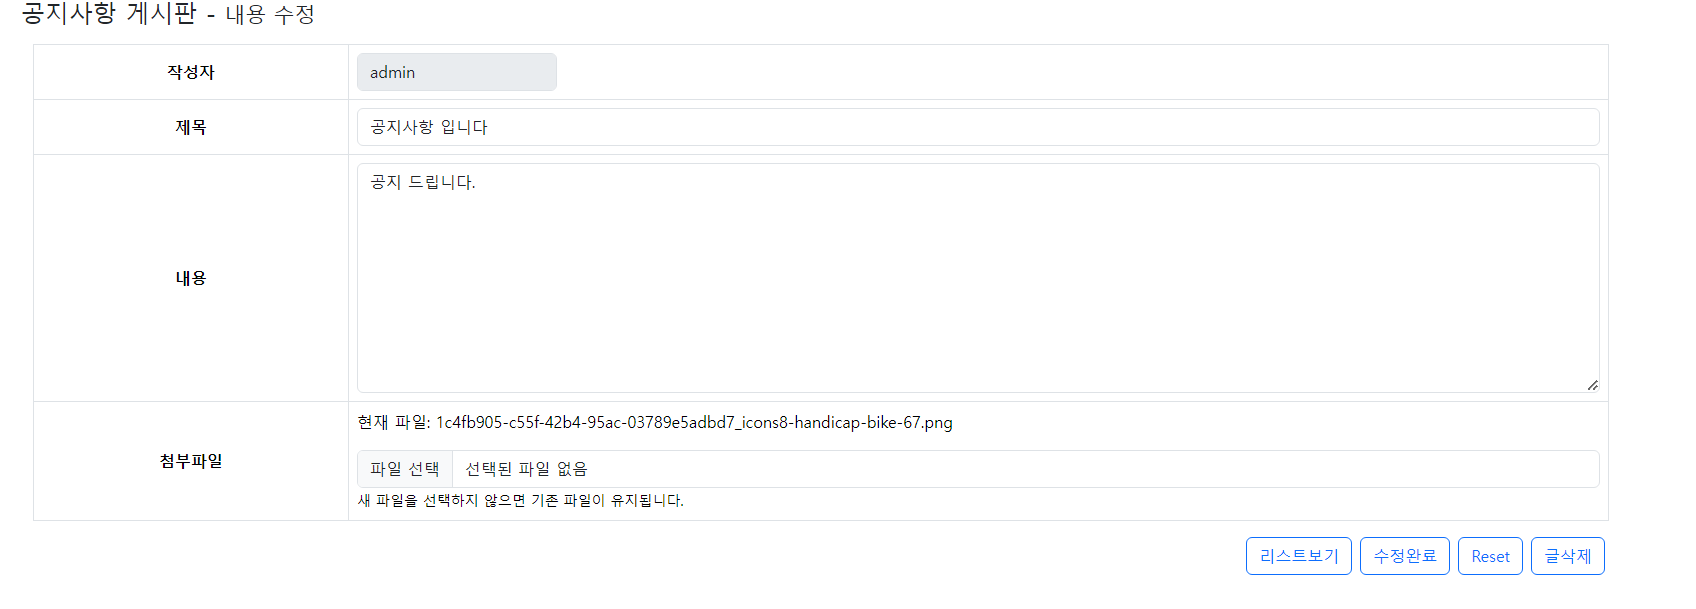 공지사항 게시판 - 내용 수정
작성자 admin
제목 공지사항 입니다
내용 공지 드립니다.
첨부파일
현재 파일: 1c4fb905-c55f-42b4-95ac-03789e5adbd7_icons8-handicap-bike-67.png
파일 선택 선택된 파일 없음
새 파일을 선택하지 않으면 기존 파일이 유지됩니다.
리스트보기 수정완료 Reset 글삭제